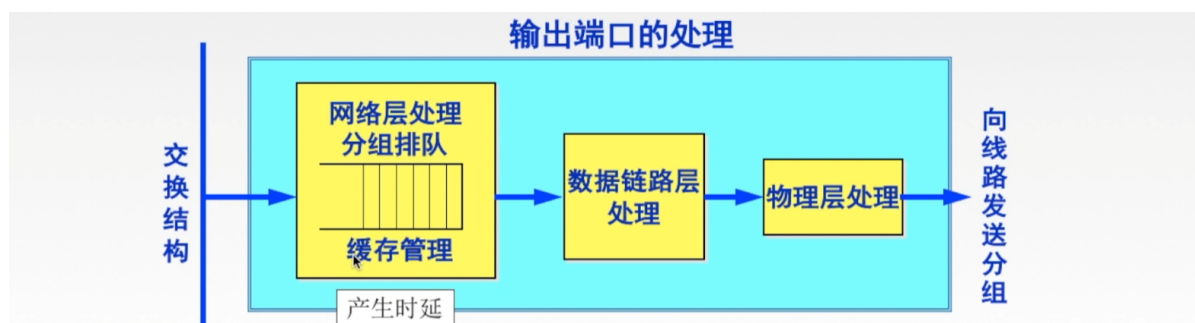 输出端口的处理
交
换
结
构
网络层处理
分组排队
缓存管理
产生时延
数据链路层
处理
物理层处理
向
线
路
发
送
分
组